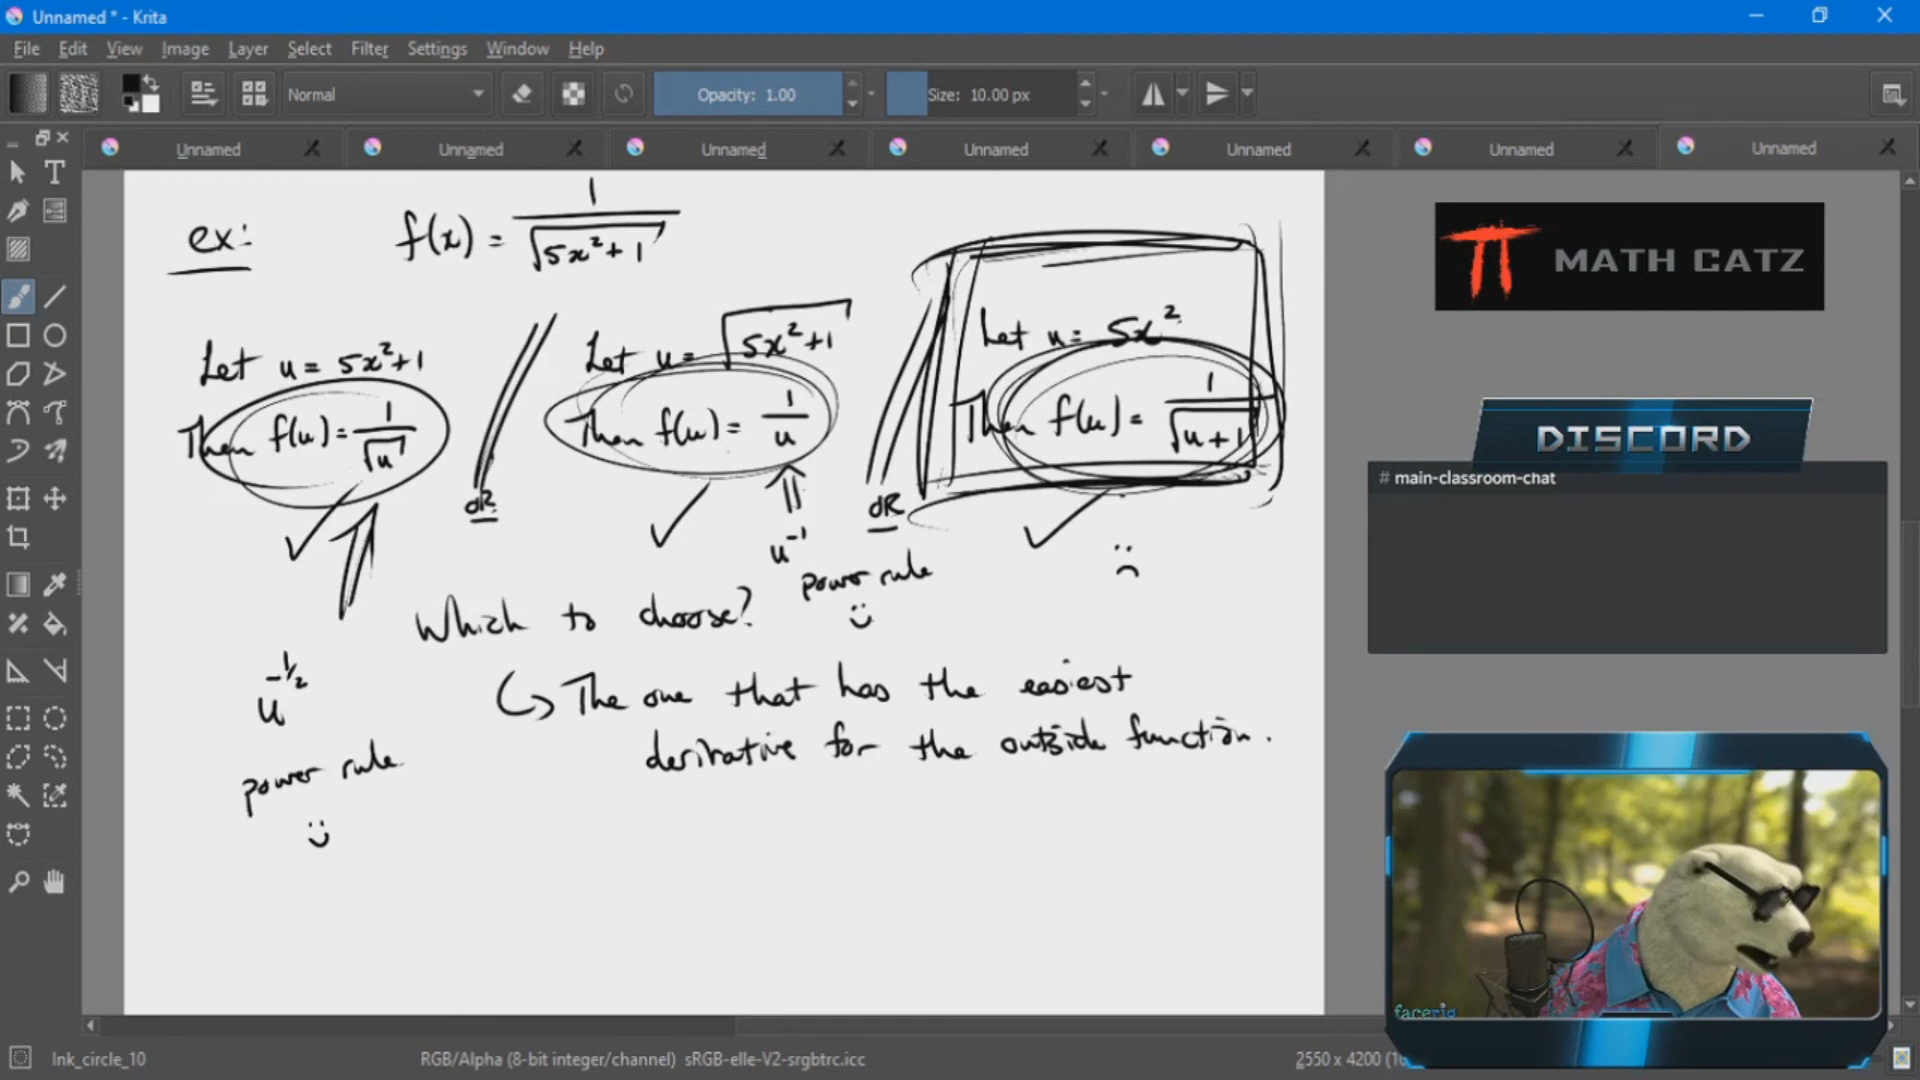 Unnamed * - Krita
File Edit View Image Layer Select Filter Settings Window Help
Normal
Opacity: 1.00
Size: 10.00 px
Unnamed Unnamed Unnamed Unnamed Unnamed Unnamed Unnamed
ex: f(x) = 1/√(5x²+1)
Let u = 5x²+1
Then f(u) = 1/√u
OR
Let u = √(5x²+1)
Then f(u) = 1/u
OR
Let u = 5x²
Then f(u) = 1/√(u+1)
u⁻¹
power rule
Which to choose?
The one that has the easiest
derivative for the outside function.
u^(-1/2)
power rule
MATH CATZ
DISCORD
# main-classroom-chat
facerig
Ink_circle_10
RGB/Alpha (8-bit integer/channel) sRGB-elle-V2-srgbtrc.icc
2550 x 4200 (1